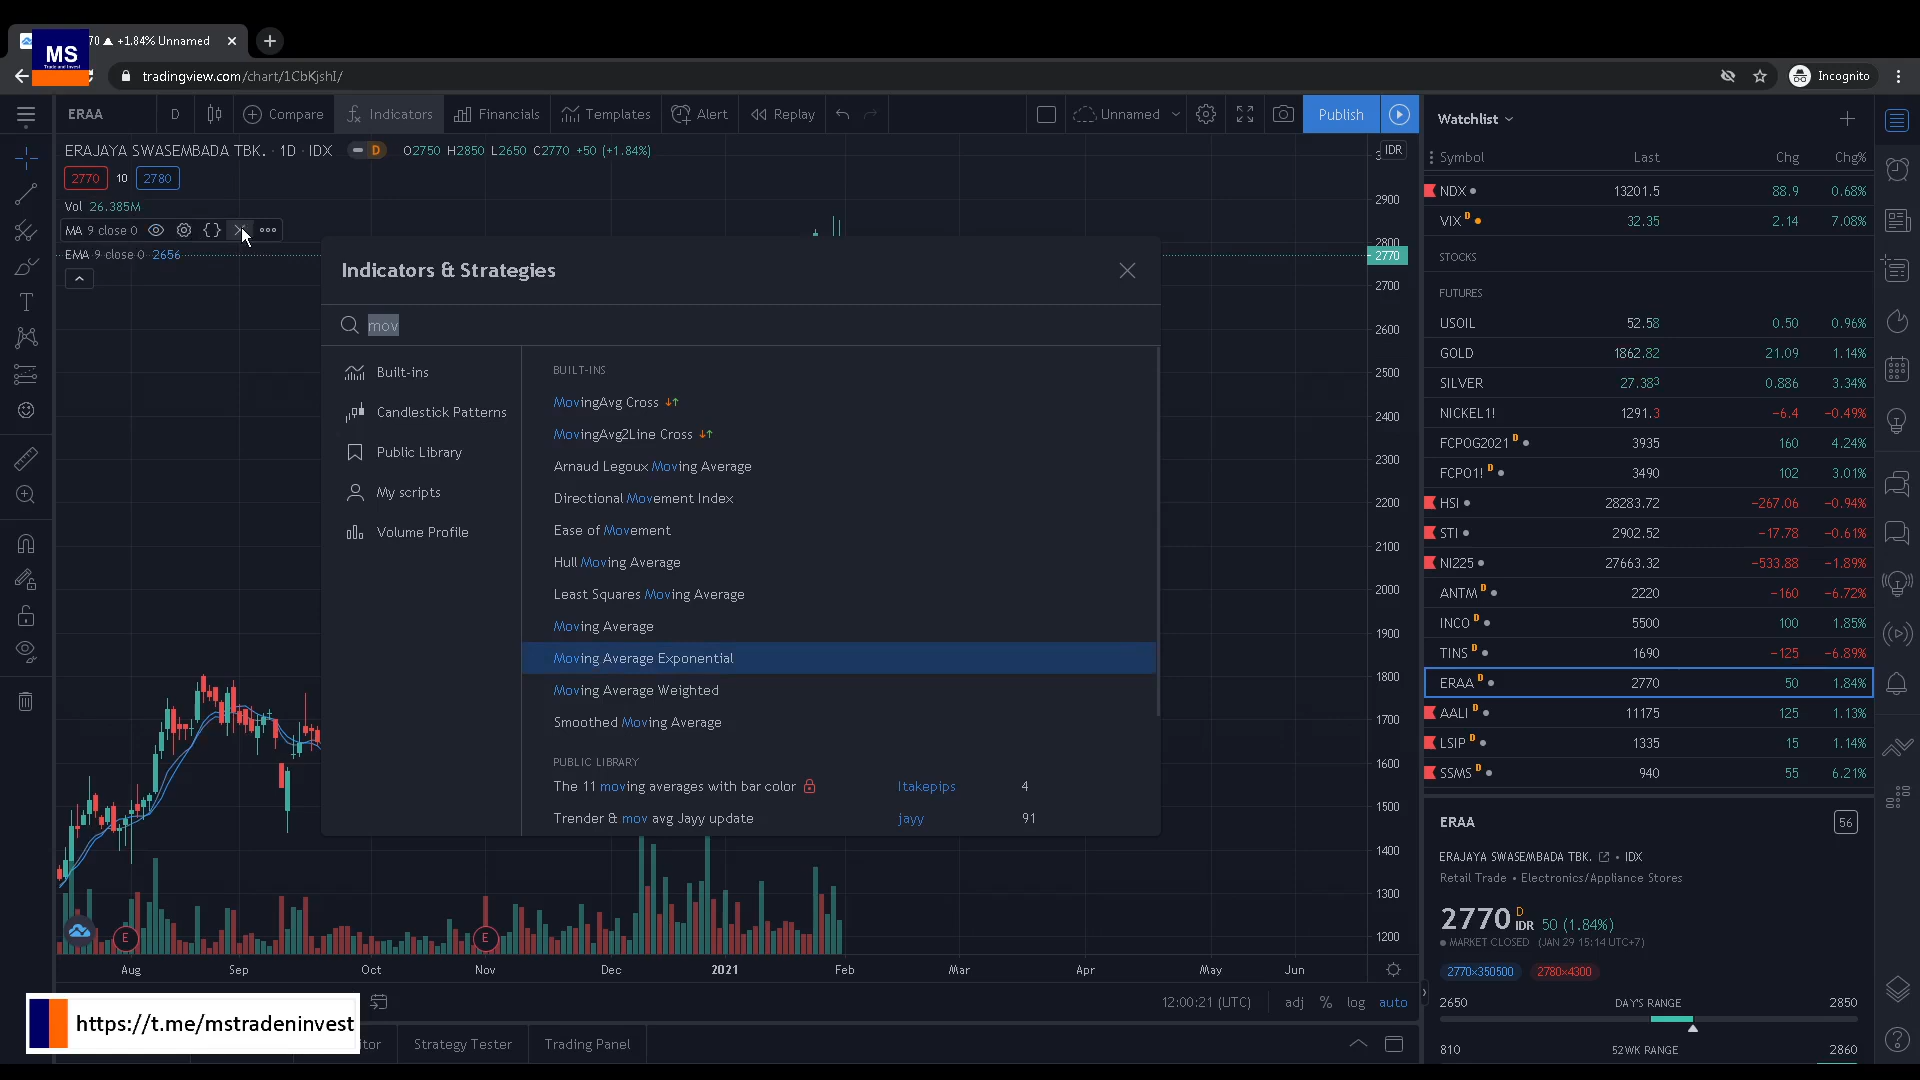 70 ▲ +1.84% Unnamed
MS
Trade and Invest
tradingview.com/chart/1CbKjshI/
Incognito
ERAA
D
Compare
Indicators
Financials
Templates
Alert
Replay
Unnamed
Publish
ERAJAYA SWASEMBADA TBK. · 1D · IDX
D
O2750 H2850 L2650 C2770 +50 (+1.84%)
2770 10 2780
Vol 26.385M
MA 9 close 0
EMA 9 close 0 2656
Indicators & Strategies
mov
Built-ins
Candlestick Patterns
Public Library
My scripts
Volume Profile
BUILT-INS
MovingAvg Cross
MovingAvg2Line Cross
Arnaud Legoux Moving Average
Directional Movement Index
Ease of Movement
Hull Moving Average
Least Squares Moving Average
Moving Average
Moving Average Exponential
Moving Average Weighted
Smoothed Moving Average
PUBLIC LIBRARY
The 11 moving averages with bar color Itakepips 4
Trender & mov avg Jayy update jayy 91
IDR
2900
2800
2770
2700
2600
2500
2400
2300
2200
2100
2000
1900
1800
1700
1600
1500
1400
1300
1200
E
E
Aug Sep Oct Nov Dec 2021 Feb Mar Apr May Jun
12:00:21 (UTC) adj % log auto
https://t.me/mstradeninvest
tor
Strategy Tester
Trading Panel
Watchlist
Symbol Last Chg Chg%
NDX 13201.5 88.9 0.68%
VIX D 32.35 2.14 7.08%
STOCKS
FUTURES
USOIL 52.58 0.50 0.96%
GOLD 1862.82 21.09 1.14%
SILVER 27.38³ 0.886 3.34%
NICKEL1! 1291.3 −6.4 −0.49%
FCPOG2021 D 3935 160 4.24%
FCPO1! D 3490 102 3.01%
HSI 28283.72 −267.06 −0.94%
STI 2902.52 −17.78 −0.61%
NI225 27663.32 −533.88 −1.89%
ANTM D 2220 −160 −6.72%
INCO D 5500 100 1.85%
TINS D 1690 −125 −6.89%
ERAA D 2770 50 1.84%
AALI D 11175 125 1.13%
LSIP D 1335 15 1.14%
SSMS D 940 55 6.21%
ERAA 56
ERAJAYA SWASEMBADA TBK. • IDX
Retail Trade • Electronics/Appliance Stores
2770 D IDR 50 (1.84%)
MARKET CLOSED (JAN 29 15:14 UTC+7)
2770×350500 2780×4300
2650 DAY'S RANGE 2850
810 52WK RANGE 2860